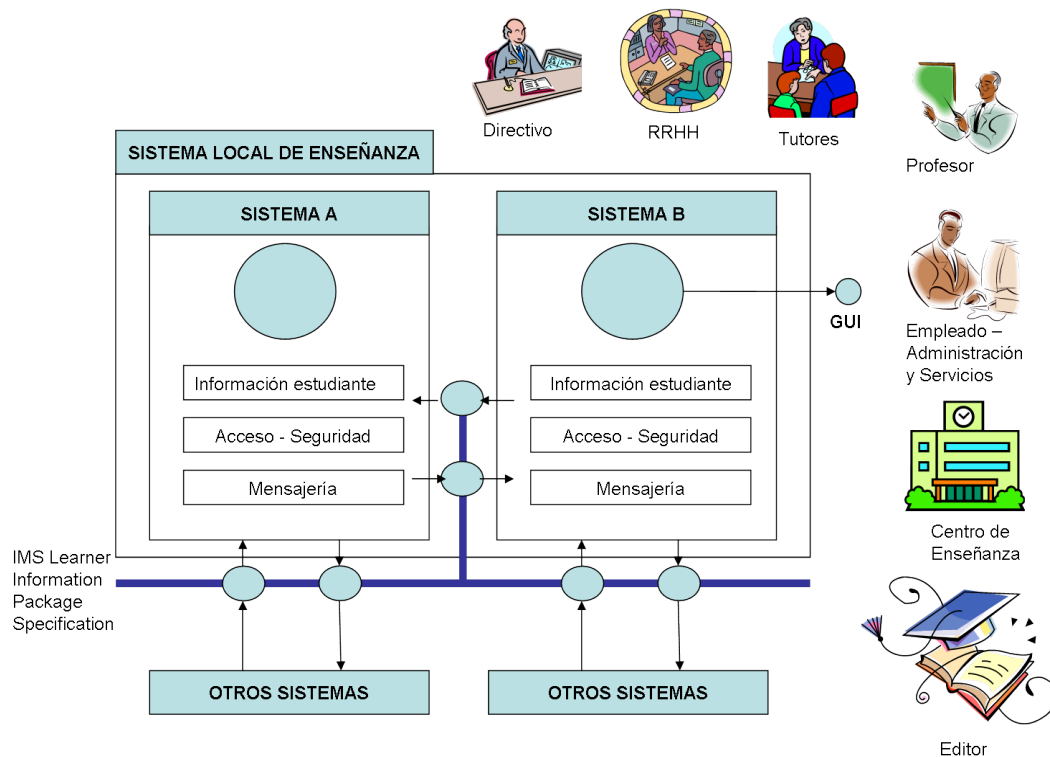 Directivo
RRHH
Tutores
Profesor
SISTEMA LOCAL DE ENSEÑANZA
SISTEMA A
SISTEMA B
GUI
Empleado –
Administración
y Servicios
Información estudiante
Información estudiante
Acceso - Seguridad
Acceso - Seguridad
Mensajería
Mensajería
Centro de
Enseñanza
IMS Learner
Information
Package
Specification
OTROS SISTEMAS
OTROS SISTEMAS
Editor